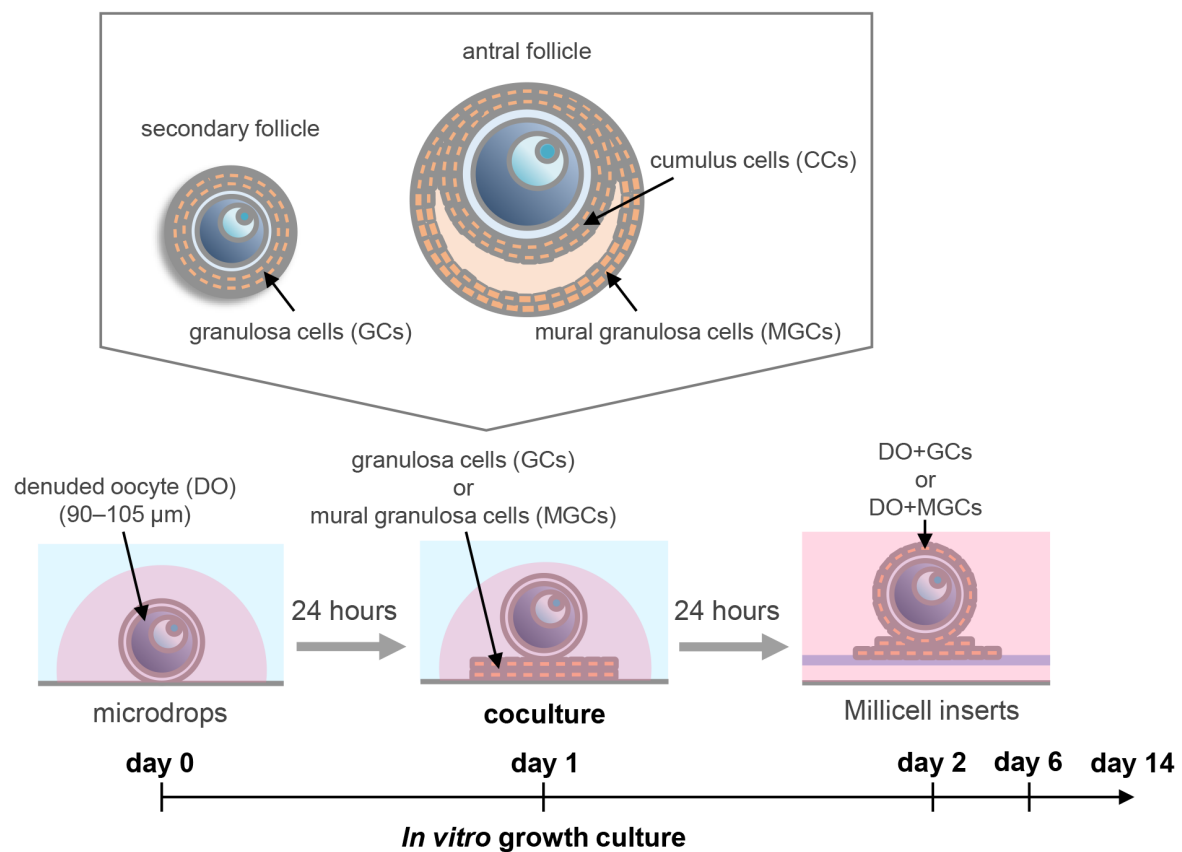 antral follicle
secondary follicle
cumulus cells (CCs)
granulosa cells (GCs)
mural granulosa cells (MGCs)
denuded oocyte (DO)
(90–105 μm)
granulosa cells (GCs)
or
mural granulosa cells (MGCs)
DO+GCs
or
DO+MGCs
24 hours
24 hours
microdrops
coculture
Millicell inserts
day 0
day 1
day 2
day 6
day 14
In vitro growth culture